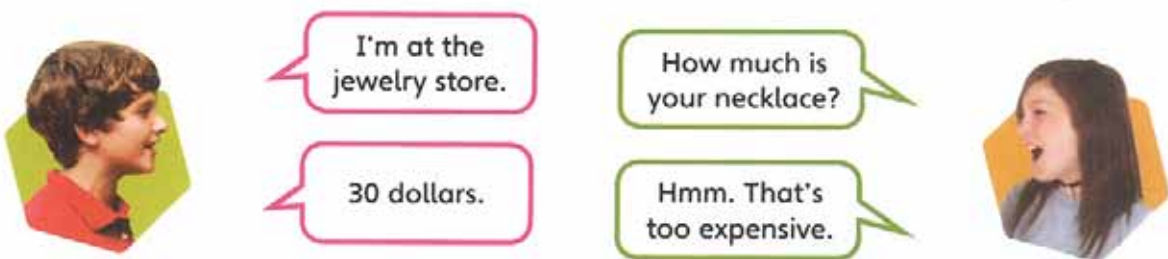 I'm at the
jewelry store.
How much is
your necklace?
30 dollars.
Hmm. That's
too expensive.